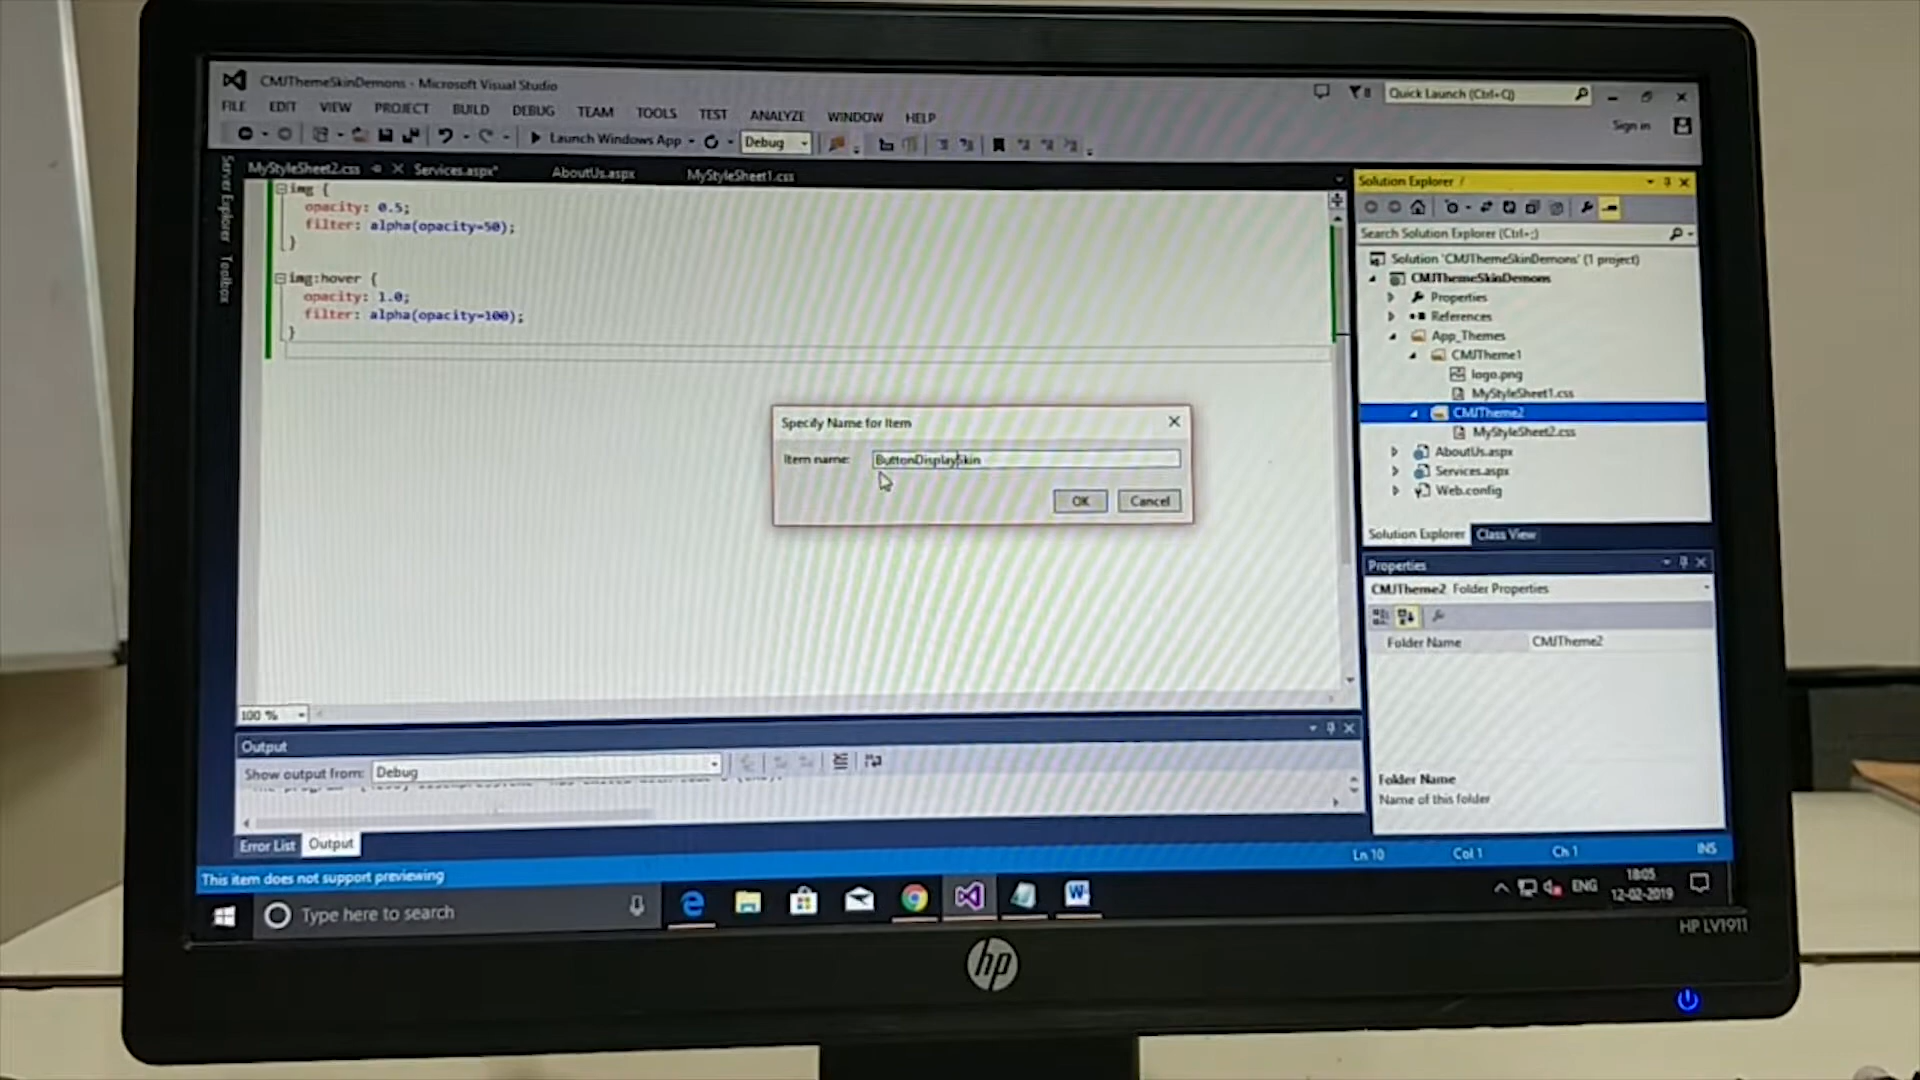 CMJThemeSkinDemons - Microsoft Visual Studio
Quick Launch (Ctrl+Q)
FILE EDIT VIEW PROJECT BUILD DEBUG TEAM TOOLS TEST ANALYZE WINDOW HELP
Sign in
Launch Windows App
Debug
Server Explorer
Toolbox
MyStyleSheet2.css
Services.aspx*
AboutUs.aspx
MyStyleSheet1.css
img {
opacity: 0.5;
filter: alpha(opacity=50);
}
img:hover {
opacity: 1.0;
filter: alpha(opacity=100);
}
Specify Name for Item
Item name:
ButtonDisplaySkin
OK
Cancel
Solution Explorer
Search Solution Explorer (Ctrl+;)
Solution 'CMJThemeSkinDemons' (1 project)
CMJThemeSkinDemons
Properties
References
App_Themes
CMJTheme1
logo.png
MyStyleSheet1.css
CMJTheme2
MyStyleSheet2.css
AboutUs.aspx
Services.aspx
Web.config
Solution Explorer
Class View
Properties
CMJTheme2 Folder Properties
Folder Name
CMJTheme2
Folder Name
Name of this folder
100 %
Output
Show output from:
Debug
Error List
Output
This item does not support previewing
Ln 10
Col 1
Ch 1
INS
Type here to search
ENG
18:05
12-02-2019
HP LV1911
hp